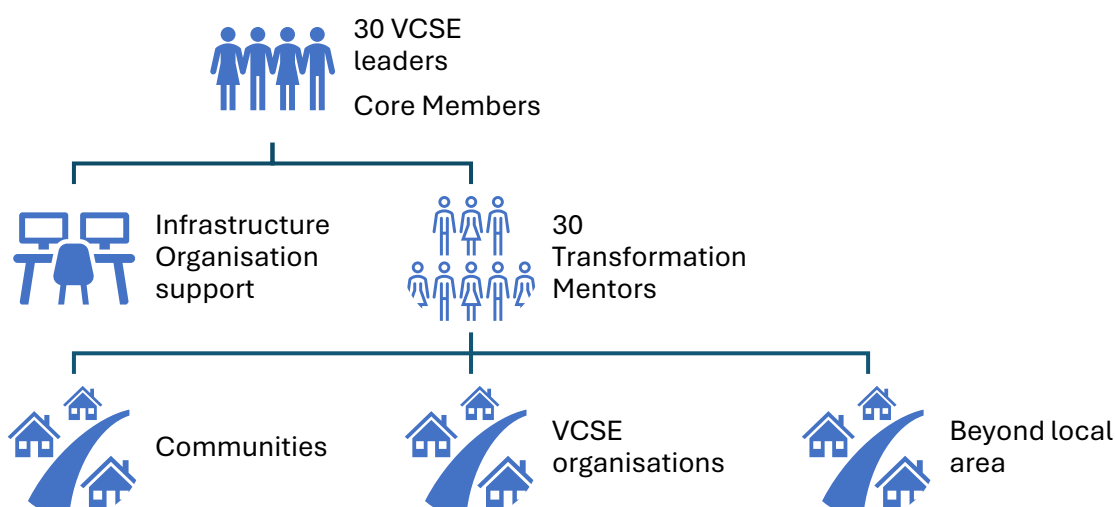 30 VCSE
leaders
Core Members
Infrastructure
Organisation
support
30
Transformation
Mentors
Communities
VCSE
organisations
Beyond local
area